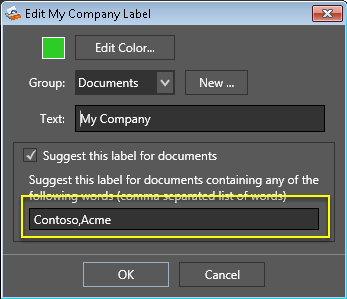 Edit My Company Label
Edit Color...
Group: Documents New ...
Text: My Company
Suggest this label for documents
Suggest this label for documents containing any of the
following words (comma separated list of words)
Contoso,Acme
OK Cancel